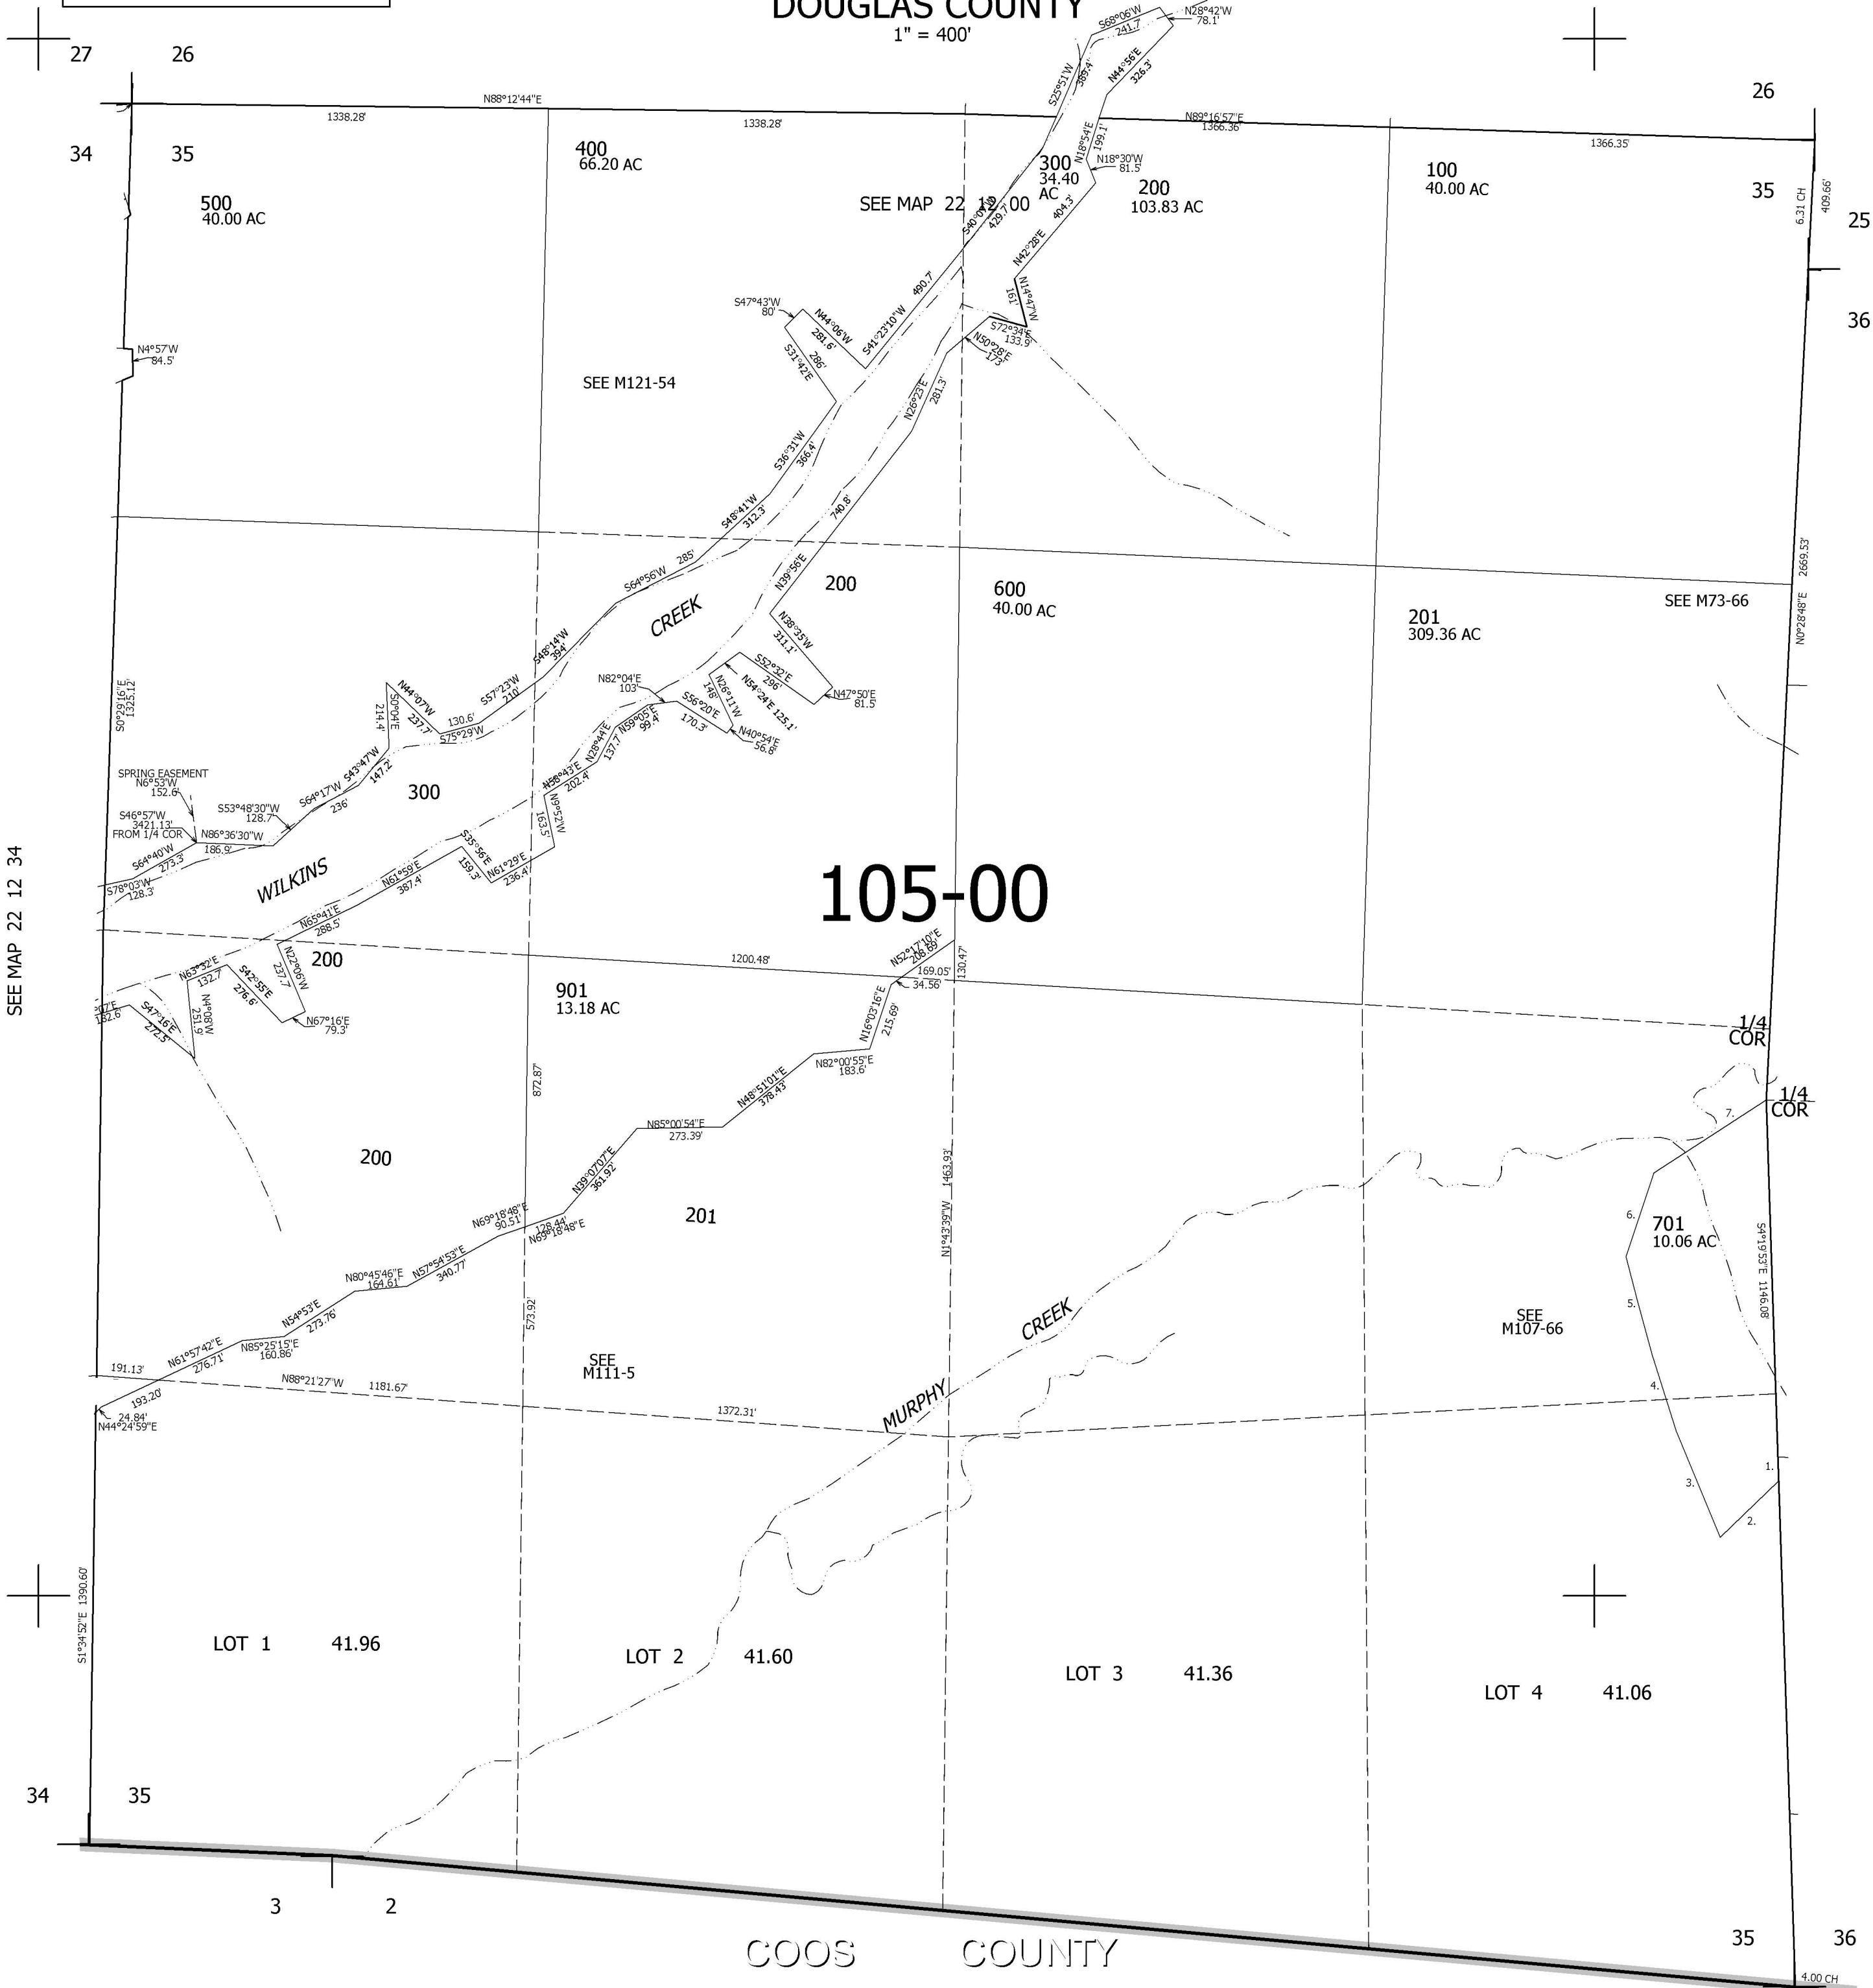 DOUGLAS COUNTY
1" = 400'
27
26
26
34
35
35
25
36
N88°12'44"E
1338.28'
1338.28'
N89°16'57"E
1366.36'
1366.35'
S68°06'W
241.7'
N28°42'W
78.1'
S25°51'W
389.4'
N44°56'E
326.3'
N18°54'E
199.1'
N18°30'W
81.5'
6.31 CH
409.66'
400
66.20 AC
300
34.40
AC
200
103.83 AC
100
40.00 AC
500
40.00 AC
SEE MAP 22 12 00
S40°09'W
429.7'
N42°28'E
404.3'
N14°47'W
161'
S72°34'E
133.9'
N50°28'E
173'
S41°23'10"W
490.7'
S47°43'W
80'
N44°06'W
281.6'
S31°42'E
286'
N4°57'W
84.5'
SEE M121-54
N26°23'E
281.3'
S36°31'W
366.4'
S48°41'W
312.3'
S64°56'W
285'
N39°56'E
740.8'
200
600
40.00 AC
201
309.36 AC
SEE M73-66
N0°28'48"E 2669.53'
CREEK
S48°14'W
394'
N38°35'W
311.1'
S52°32'E
296'
N47°50'E
81.5'
N54°24'E 125.1'
N26°11'W
148'
N82°04'E
103'
S56°20'E
170.3'
N40°54'E
56.8'
N59°05'E
99.4'
N28°44'E
137.7'
N58°43'E
202.4'
S57°23'W
210'
130.6'
S75°29'W
N44°07'W
237.7'
S0°04'E
214.4'
S43°47'W
147.2'
S64°17'W
236'
S0°29'16"E
1325.12'
300
SPRING EASEMENT
N6°53'W
152.6'
S53°48'30"W
128.7'
S46°57'W
3421.13'
FROM 1/4 COR
N86°36'30"W
186.9'
S64°40'W
273.3'
S78°03'W
128.3'
WILKINS
N9°52'W
163.5'
S35°56'E
159.3'
N61°29'E
236.4'
N61°59'E
387.4'
N65°41'E
288.5'
SEE MAP 22 12 34
105-00
N52°17'10"E
208.69'
130.47'
169.05'
34.56'
1200.48'
N16°03'16"E
215.69'
N22°06'W
237.7'
200
N63°32'E
132.7'
S42°55'E
276.6'
N67°16'E
79.3'
N4°08'W
251.9'
S47°16'E
272.5'
07'E
182.6'
901
13.18 AC
1/4
COR
1/4
COR
872.87'
N82°00'55"E
183.6'
N48°51'01"E
378.43'
N85°00'54"E
273.39'
N39°07'07"E
361.92'
200
201
N69°18'48"E
90.51'
128.44'
N69°18'48"E
N57°54'53"E
340.77'
N80°45'46"E
164.61'
N54°53'E
273.76'
N85°25'15"E
160.86'
N61°57'42"E
276.71'
573.92'
N1°43'39"W 1463.93'
7.
6.
701
10.06 AC
5.
S4°19'53"E 1146.08'
SEE
M107-66
CREEK
MURPHY
SEE
M111-5
191.13'
N88°21'27"W 1181.67'
1372.31'
193.20'
24.84'
N44°24'59"E
4.
1.
3.
2.
S1°34'52"E 1390.60'
LOT 1 41.96
LOT 2 41.60
LOT 3 41.36
LOT 4 41.06
34
35
3
2
35
36
COOS COUNTY
4.00 CH